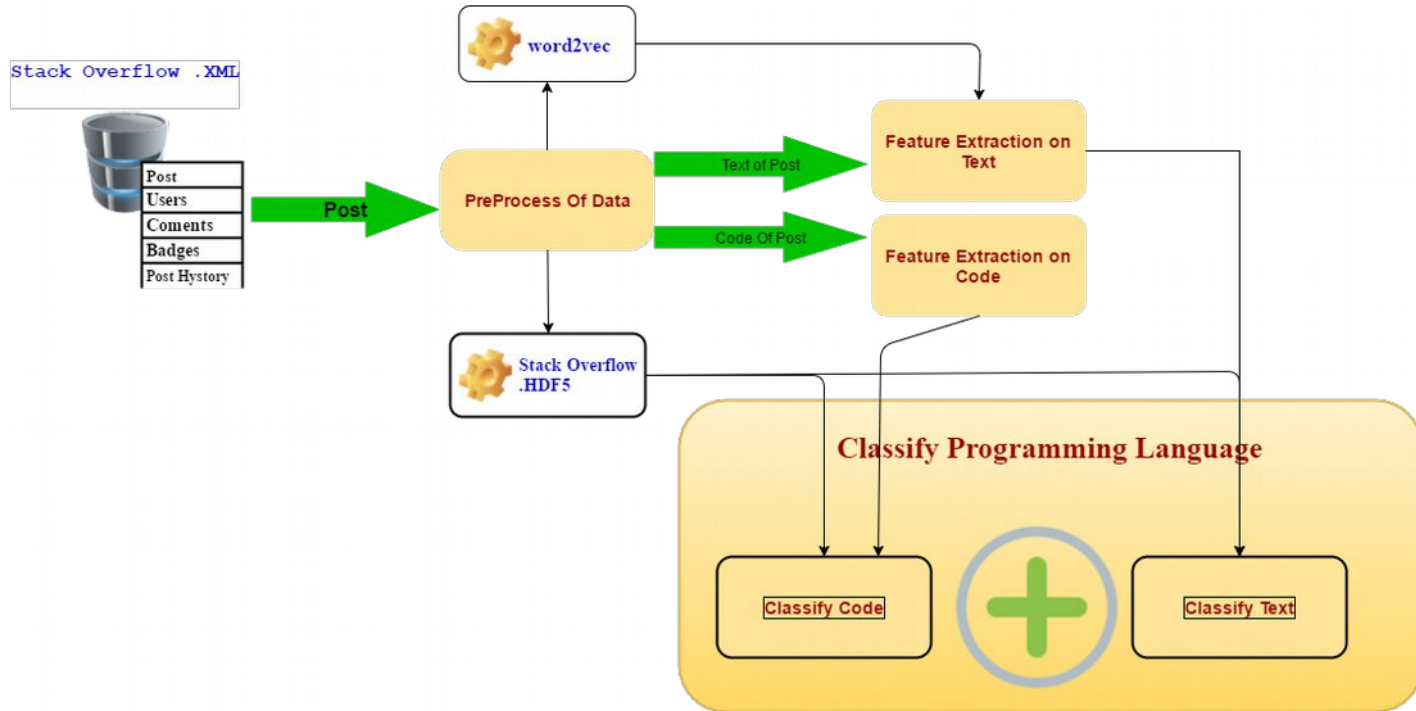 word2vec
Stack Overflow .XML
Post
Users
Coments
Badges
Post Hystory
Post
PreProcess Of Data
Text of Post
Code Of Post
Feature Extraction on
Text
Feature Extraction on
Code
Stack Overflow
.HDF5
Classify Programming Language
Classify Code
Classify Text